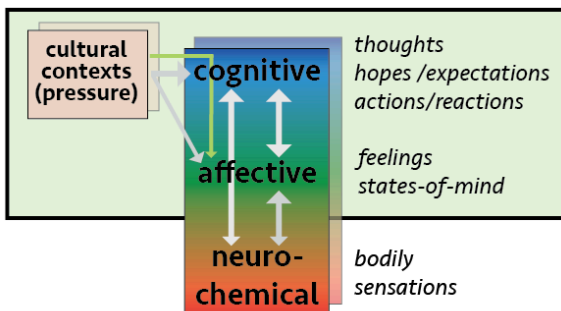 cultural
contexts
(pressure)
cognitive
thoughts
hopes /expectations
actions/reactions
affective
feelings
states-of-mind
neuro-
chemical
bodily
sensations